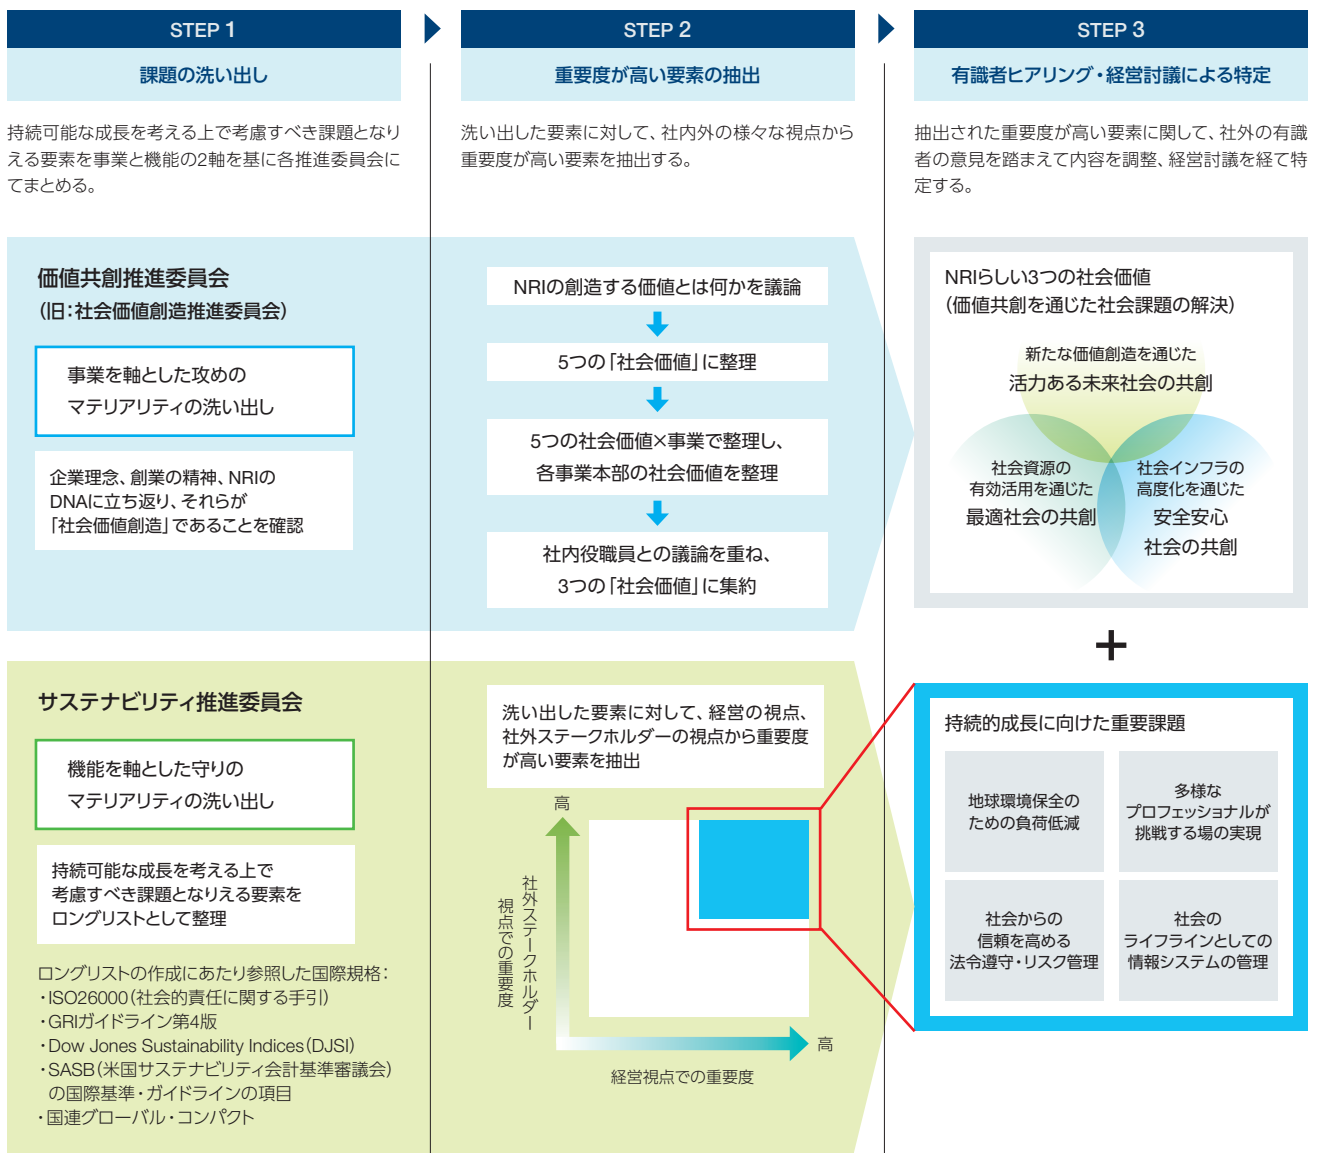 STEP 1
課題の洗い出し
持続可能な成長を考える上で考慮すべき課題となり
える要素を事業と機能の2軸を基に各推進委員会に
てまとめる。
STEP 2
重要度が高い要素の抽出
洗い出した要素に対して、社内外の様々な視点から
重要度が高い要素を抽出する。
STEP 3
有識者ヒアリング・経営討議による特定
抽出された重要度が高い要素に関して、社外の有識
者の意見を踏まえて内容を調整、経営討議を経て特
定する。
価値共創推進委員会
（旧：社会価値創造推進委員会）
事業を軸とした攻めの
マテリアリティの洗い出し
企業理念、創業の精神、NRIの
DNAに立ち返り、それらが
「社会価値創造」であることを確認
NRIの創造する価値とは何かを議論
5つの「社会価値」に整理
5つの社会価値×事業で整理し、
各事業本部の社会価値を整理
社内役職員との議論を重ね、
3つの「社会価値」に集約
NRIらしい3つの社会価値
（価値共創を通じた社会課題の解決）
新たな価値創造を通じた
活力ある未来社会の共創
社会資源の
有効活用を通じた
最適社会の共創
社会インフラの
高度化を通じた
安全安心
社会の共創
+
サステナビリティ推進委員会
機能を軸とした守りの
マテリアリティの洗い出し
持続可能な成長を考える上で
考慮すべき課題となりえる要素を
ロングリストとして整理
ロングリストの作成にあたり参照した国際規格：
・ISO26000（社会的責任に関する手引）
・GRIガイドライン第4版
・Dow Jones Sustainability Indices（DJSI）
・SASB（米国サステナビリティ会計基準審議会）
の国際基準・ガイドラインの項目
・国連グローバル・コンパクト
洗い出した要素に対して、経営の視点、
社外ステークホルダーの視点から重要度
が高い要素を抽出
高
社外ステークホルダー
視点での重要度
高
経営視点での重要度
持続的成長に向けた重要課題
地球環境保全の
ための負荷低減
多様な
プロフェッショナルが
挑戦する場の実現
社会からの
信頼を高める
法令遵守・リスク管理
社会の
ライフラインとしての
情報システムの管理